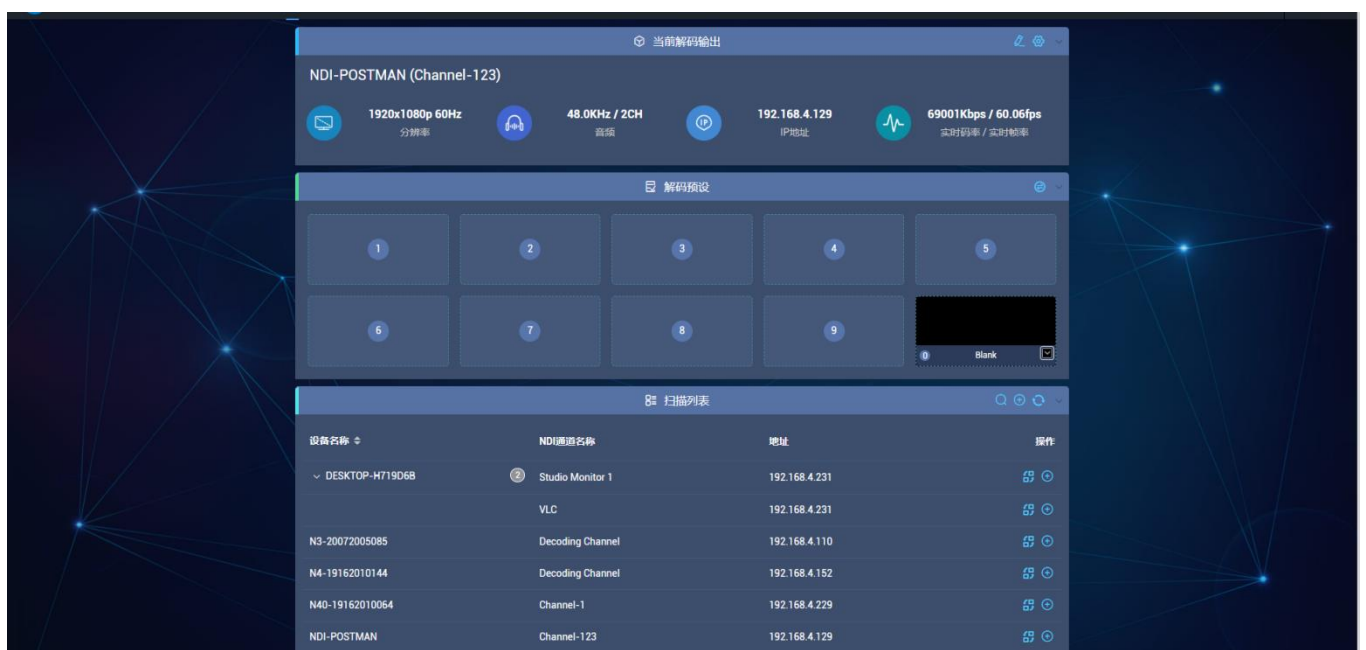 当前解码输出
NDI-POSTMAN (Channel-123)
1920x1080p 60Hz
分辨率
48.0KHz / 2CH
音频
IP
192.168.4.129
IP地址
69001Kbps / 60.06fps
实时码率 / 实时帧率
解码预设
1
2
3
4
5
6
7
8
9
0 Blank
扫描列表
设备名称 NDI通道名称 地址 操作
DESKTOP-H719D6B 2 Studio Monitor 1 192.168.4.231
VLC 192.168.4.231
N3-20072005085 Decoding Channel 192.168.4.110
N4-19162010144 Decoding Channel 192.168.4.152
N40-19162010064 Channel-1 192.168.4.229
NDI-POSTMAN Channel-123 192.168.4.129